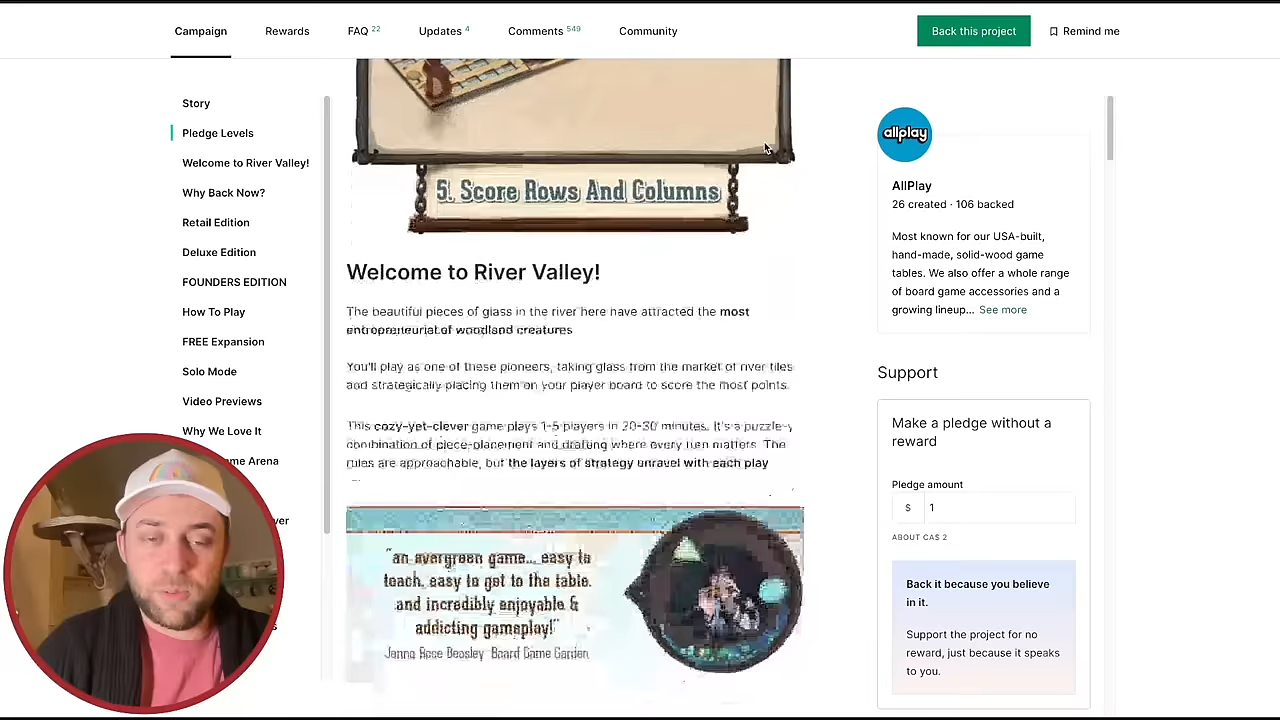 Campaign
Rewards
FAQ 22
Updates 4
Comments 549
Community
Back this project
Remind me
Story
Pledge Levels
Welcome to River Valley!
Why Back Now?
Retail Edition
Deluxe Edition
FOUNDERS EDITION
How To Play
FREE Expansion
Solo Mode
Video Previews
Why We Love It
Arena
5. Score Rows And Columns
Welcome to River Valley!
The beautiful pieces of glass in the river here have attracted the most
entrepreneurial of woodland creatures
You'll play as one of these pioneers, taking glass from the market of river tiles
and strategically placing them on your player board to score the most points.
This cozy-yet-clever game plays 1-5 players in 20-30 minutes. It's a puzzle-y
combination of piece-placement and drafting where every turn matters. The
rules are approachable, but the layers of strategy unravel with each play
"an evergreen game... easy to
teach, easy to get to the table,
and incredibly enjoyable &
addicting gameplay!"
Jenna Rose Beasley Board Game Garden
allplay
AllPlay
26 created · 106 backed
Most known for our USA-built,
hand-made, solid-wood game
tables. We also offer a whole range
of board game accessories and a
growing lineup... See more
Support
Make a pledge without a
reward
Pledge amount
$ 1
ABOUT CA$ 2
Back it because you believe
in it.
Support the project for no
reward, just because it speaks
to you.